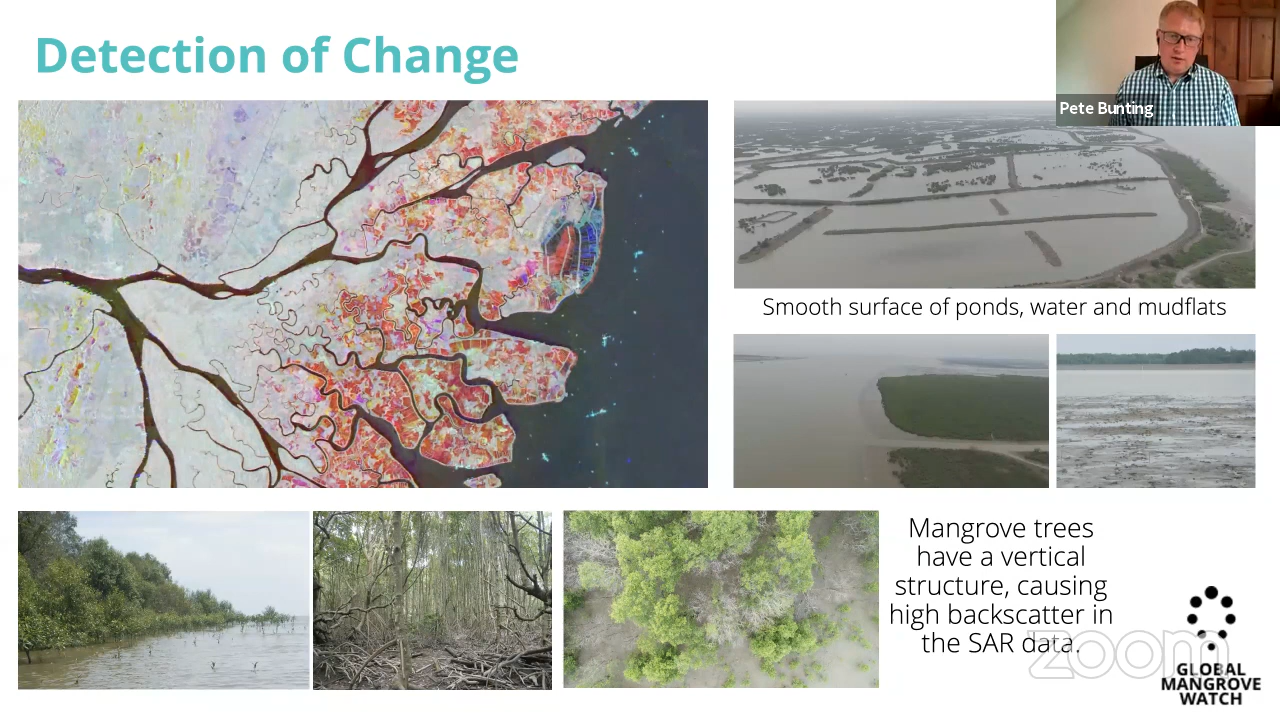 Detection of Change
Pete Bunting
Smooth surface of ponds, water and mudflats
Mangrove trees
have a vertical
structure, causing
high backscatter in
the SAR data.
zoom
GLOBAL
MANGROVE
WATCH